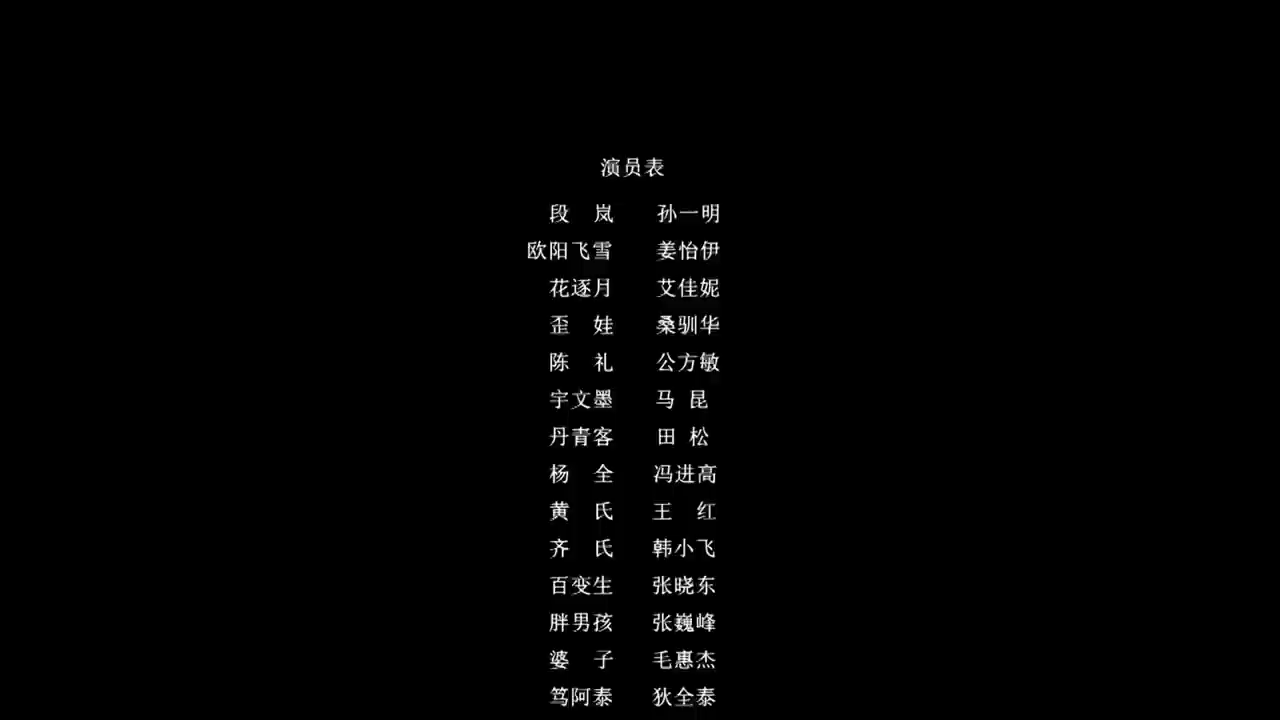 演员表
段 岚 孙一明
欧阳飞雪 姜怡伊
花逐月 艾佳妮
歪 娃 桑驯华
陈 礼 公方敏
宇文墨 马 昆
丹青客 田 松
杨 全 冯进高
黄 氏 王 红
齐 氏 韩小飞
百变生 张晓东
胖男孩 张巍峰
婆 子 毛惠杰
笃阿泰 狄全泰